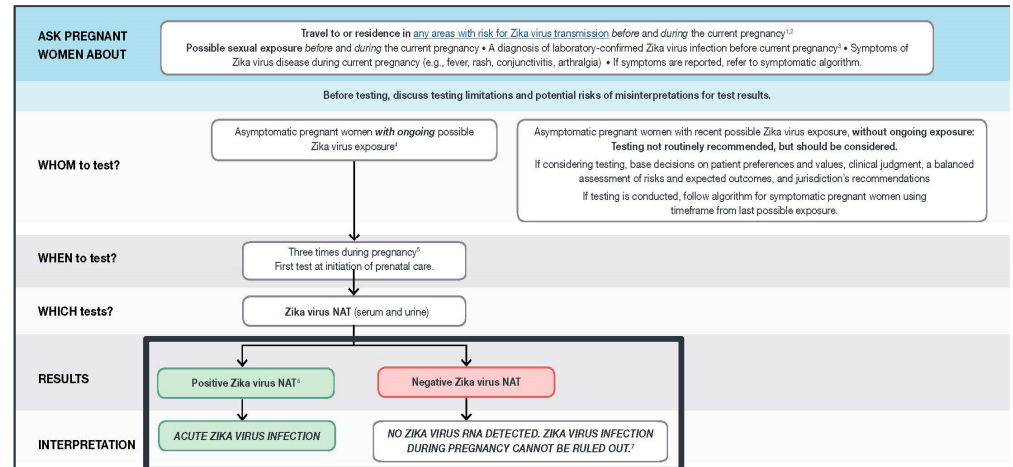 ASK PREGNANT
WOMEN ABOUT
Travel to or residence in any areas with risk for Zika virus transmission before and during the current pregnancy1,2
Possible sexual exposure before and during the current pregnancy • A diagnosis of laboratory-confirmed Zika virus infection before current pregnancy3 • Symptoms of
Zika virus disease during current pregnancy (e.g., fever, rash, conjunctivitis, arthralgia) • If symptoms are reported, refer to symptomatic algorithm.
Before testing, discuss testing limitations and potential risks of misinterpretations for test results.
WHOM to test?
Asymptomatic pregnant women with ongoing possible
Zika virus exposure4
Asymptomatic pregnant women with recent possible Zika virus exposure, without ongoing exposure:
Testing not routinely recommended, but should be considered.
If considering testing, base decisions on patient preferences and values, clinical judgment, a balanced
assessment of risks and expected outcomes, and jurisdiction's recommendations
If testing is conducted, follow algorithm for symptomatic pregnant women using
timeframe from last possible exposure.
WHEN to test?
Three times during pregnancy5
First test at initiation of prenatal care.
WHICH tests?
Zika virus NAT (serum and urine)
RESULTS
Positive Zika virus NAT6
Negative Zika virus NAT
INTERPRETATION
ACUTE ZIKA VIRUS INFECTION
NO ZIKA VIRUS RNA DETECTED. ZIKA VIRUS INFECTION
DURING PREGNANCY CANNOT BE RULED OUT.7